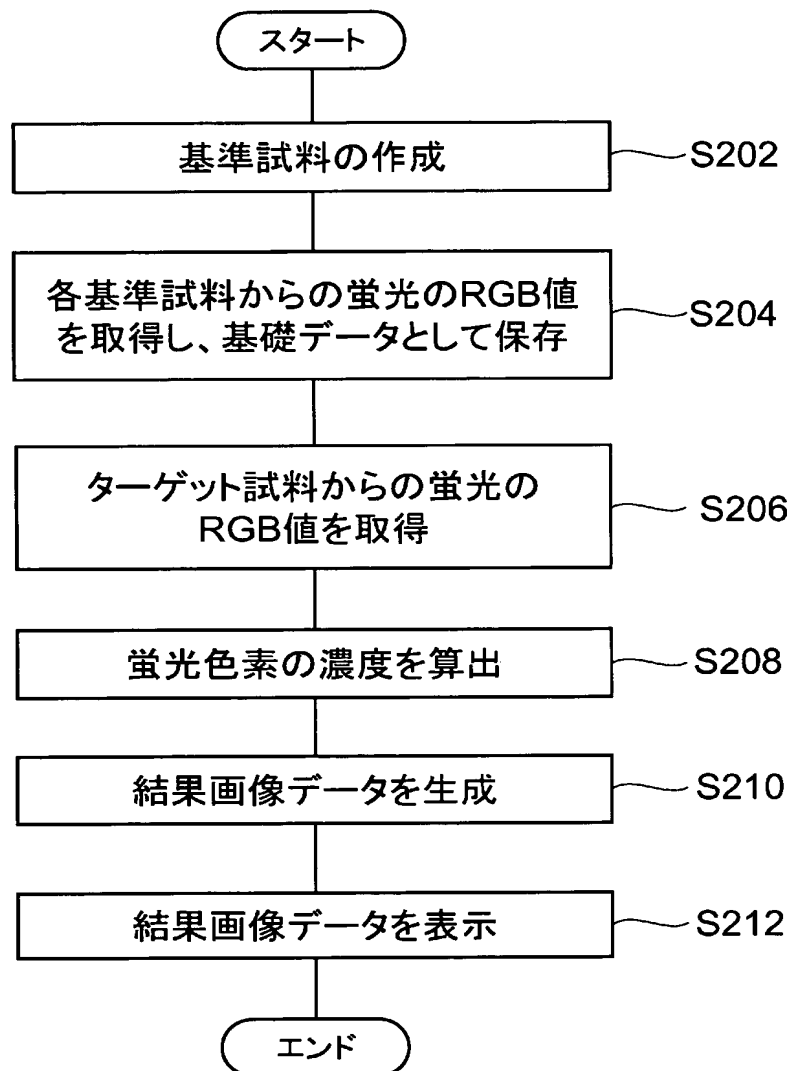 スタート
基準試料の作成
S202
各基準試料からの蛍光のRGB値
を取得し、基礎データとして保存
S204
ターゲット試料からの蛍光の
RGB値を取得
S206
蛍光色素の濃度を算出
S208
結果画像データを生成
S210
結果画像データを表示
S212
エンド